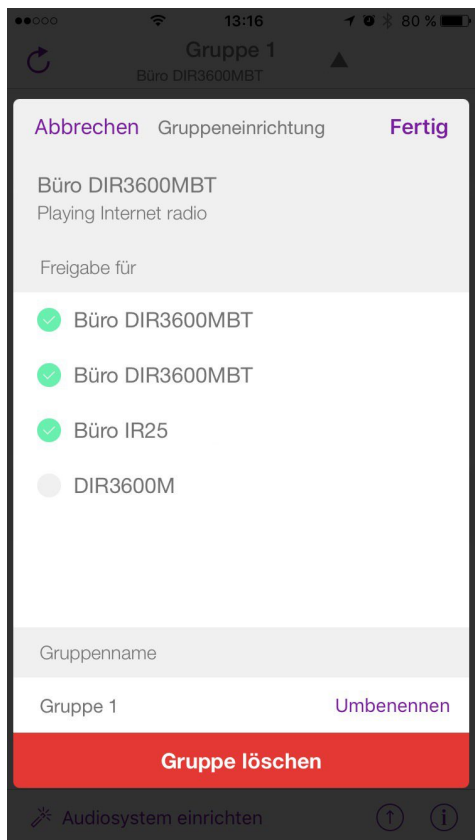 13:16
80 %
Gruppe 1
Büro DIR3600MBT
Abbrechen Gruppeneinrichtung Fertig
Büro DIR3600MBT
Playing Internet radio
Freigabe für
Büro DIR3600MBT
Büro DIR3600MBT
Büro IR25
DIR3600M
Gruppenname
Gruppe 1 Umbenennen
Gruppe löschen
Audiosystem einrichten